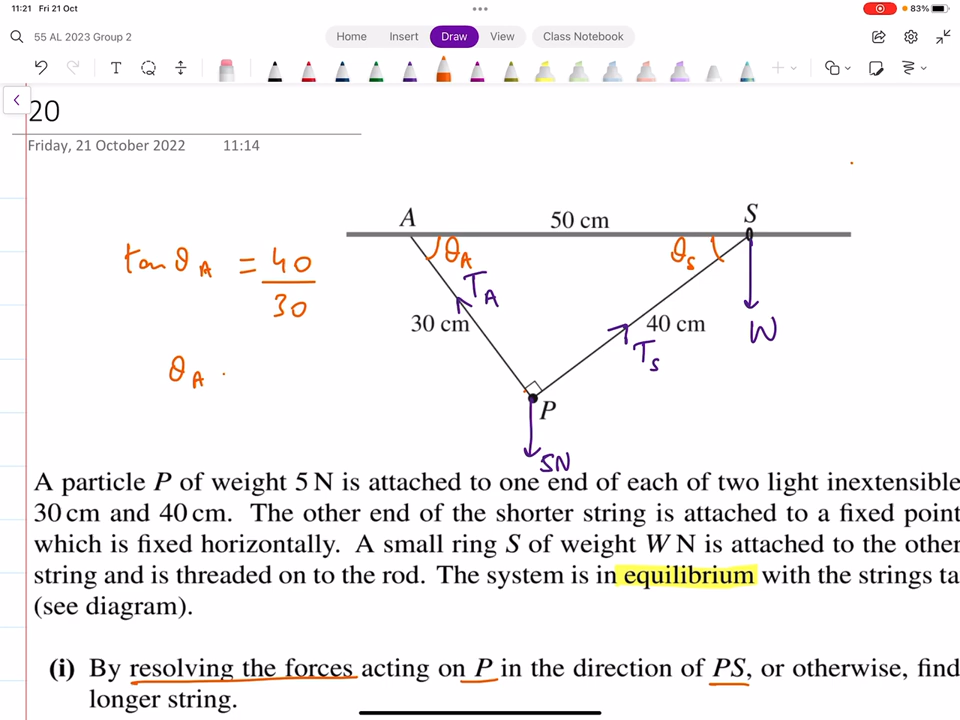 11:21 Fri 21 Oct
83%
55 AL 2023 Group 2
Home Insert Draw View Class Notebook
20
Friday, 21 October 2022 11:14
A 50 cm S
tan θA = 40
30
θA θS
TA
30 cm 40 cm W
TS
θA
P
5N
A particle P of weight 5 N is attached to one end of each of two light inextensible
30 cm and 40 cm. The other end of the shorter string is attached to a fixed point
which is fixed horizontally. A small ring S of weight W N is attached to the other
string and is threaded on to the rod. The system is in equilibrium with the strings ta
(see diagram).
(i) By resolving the forces acting on P in the direction of PS, or otherwise, find
longer string.